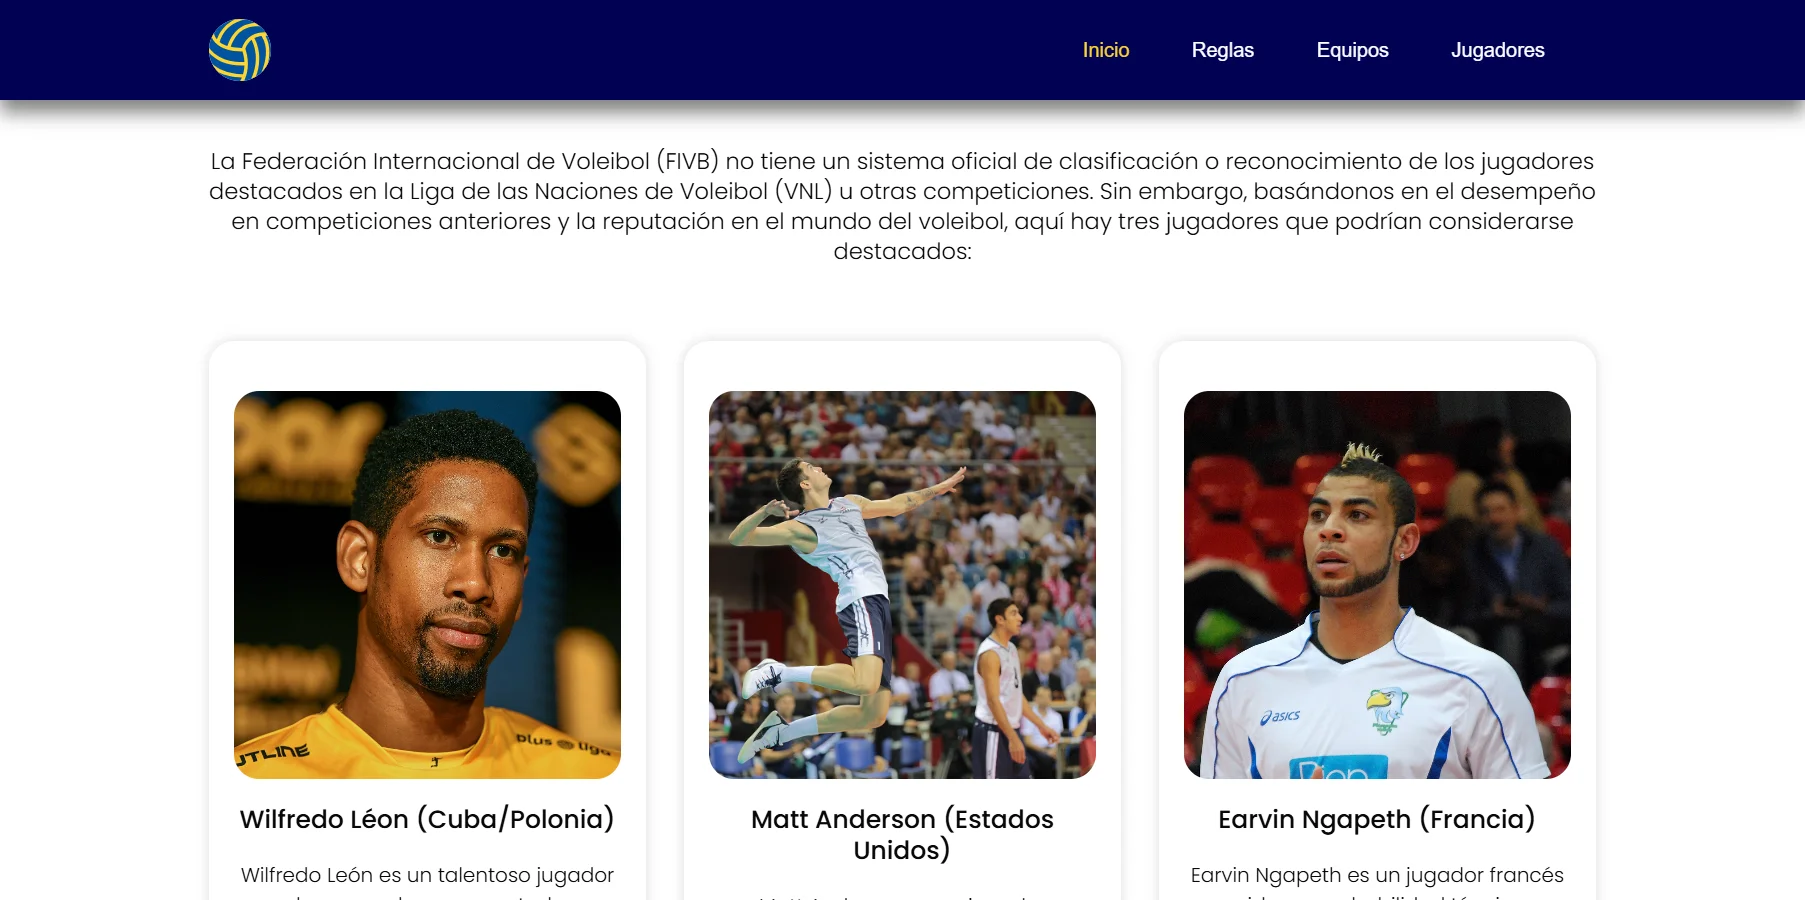 Inicio
Reglas
Equipos
Jugadores
La Federación Internacional de Voleibol (FIVB) no tiene un sistema oficial de clasificación o reconocimiento de los jugadores
destacados en la Liga de las Naciones de Voleibol (VNL) u otras competiciones. Sin embargo, basándonos en el desempeño
en competiciones anteriores y la reputación en el mundo del voleibol, aquí hay tres jugadores que podrían considerarse
destacados:
plus liga
asics
Wilfredo Léon (Cuba/Polonia)
Matt Anderson (Estados
Unidos)
Earvin Ngapeth (Francia)
Wilfredo León es un talentoso jugador
Earvin Ngapeth es un jugador francés